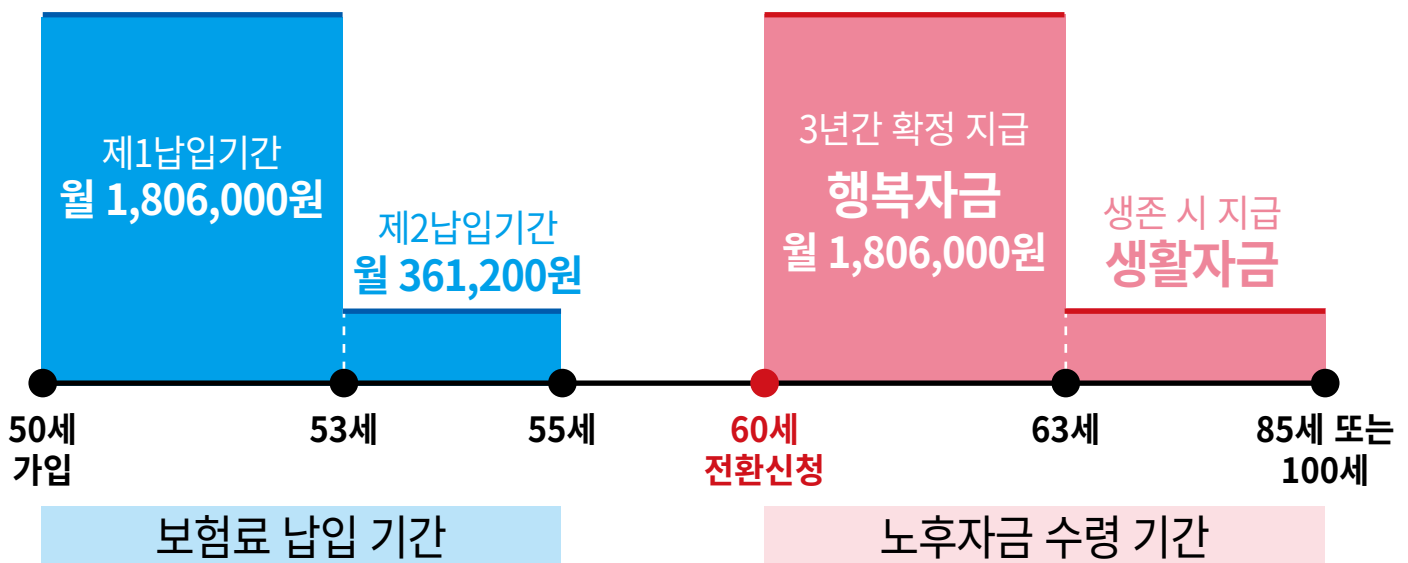 제1납입기간
월 1,806,000원
제2납입기간
월 361,200원
3년간 확정 지급
행복자금
월 1,806,000원
생존 시 지급
생활자금
50세
가입
53세
55세
60세
전환신청
63세
85세 또는
100세
보험료 납입 기간
노후자금 수령 기간